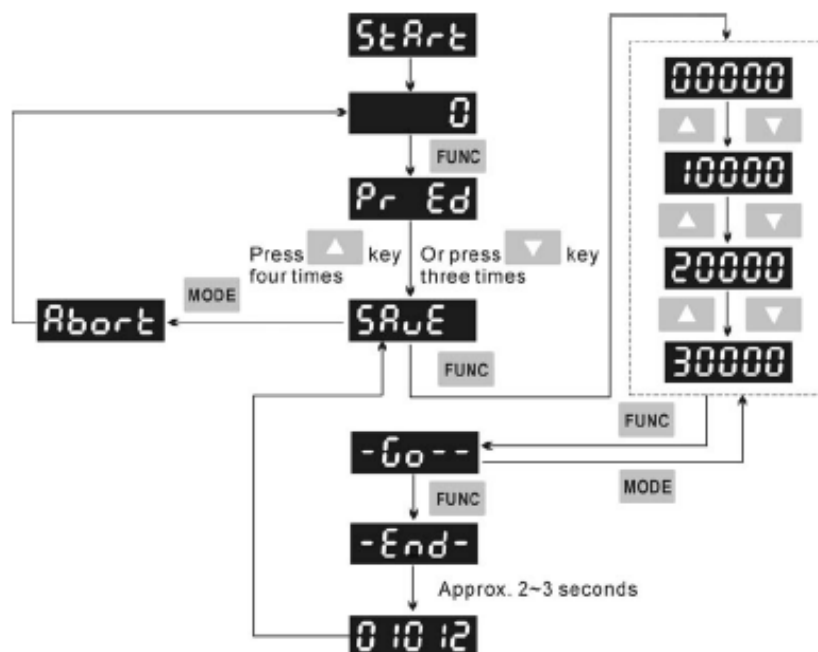 StArt
0
FUNC
Pr Ed
Press ▲ key
four times
Or press ▼ key
three times
MODE
Abort
SAvE
FUNC
00000
▲ ▼
10000
▲ ▼
20000
▲ ▼
30000
FUNC
-Go--
MODE
FUNC
-End-
Approx. 2~3 seconds
01012